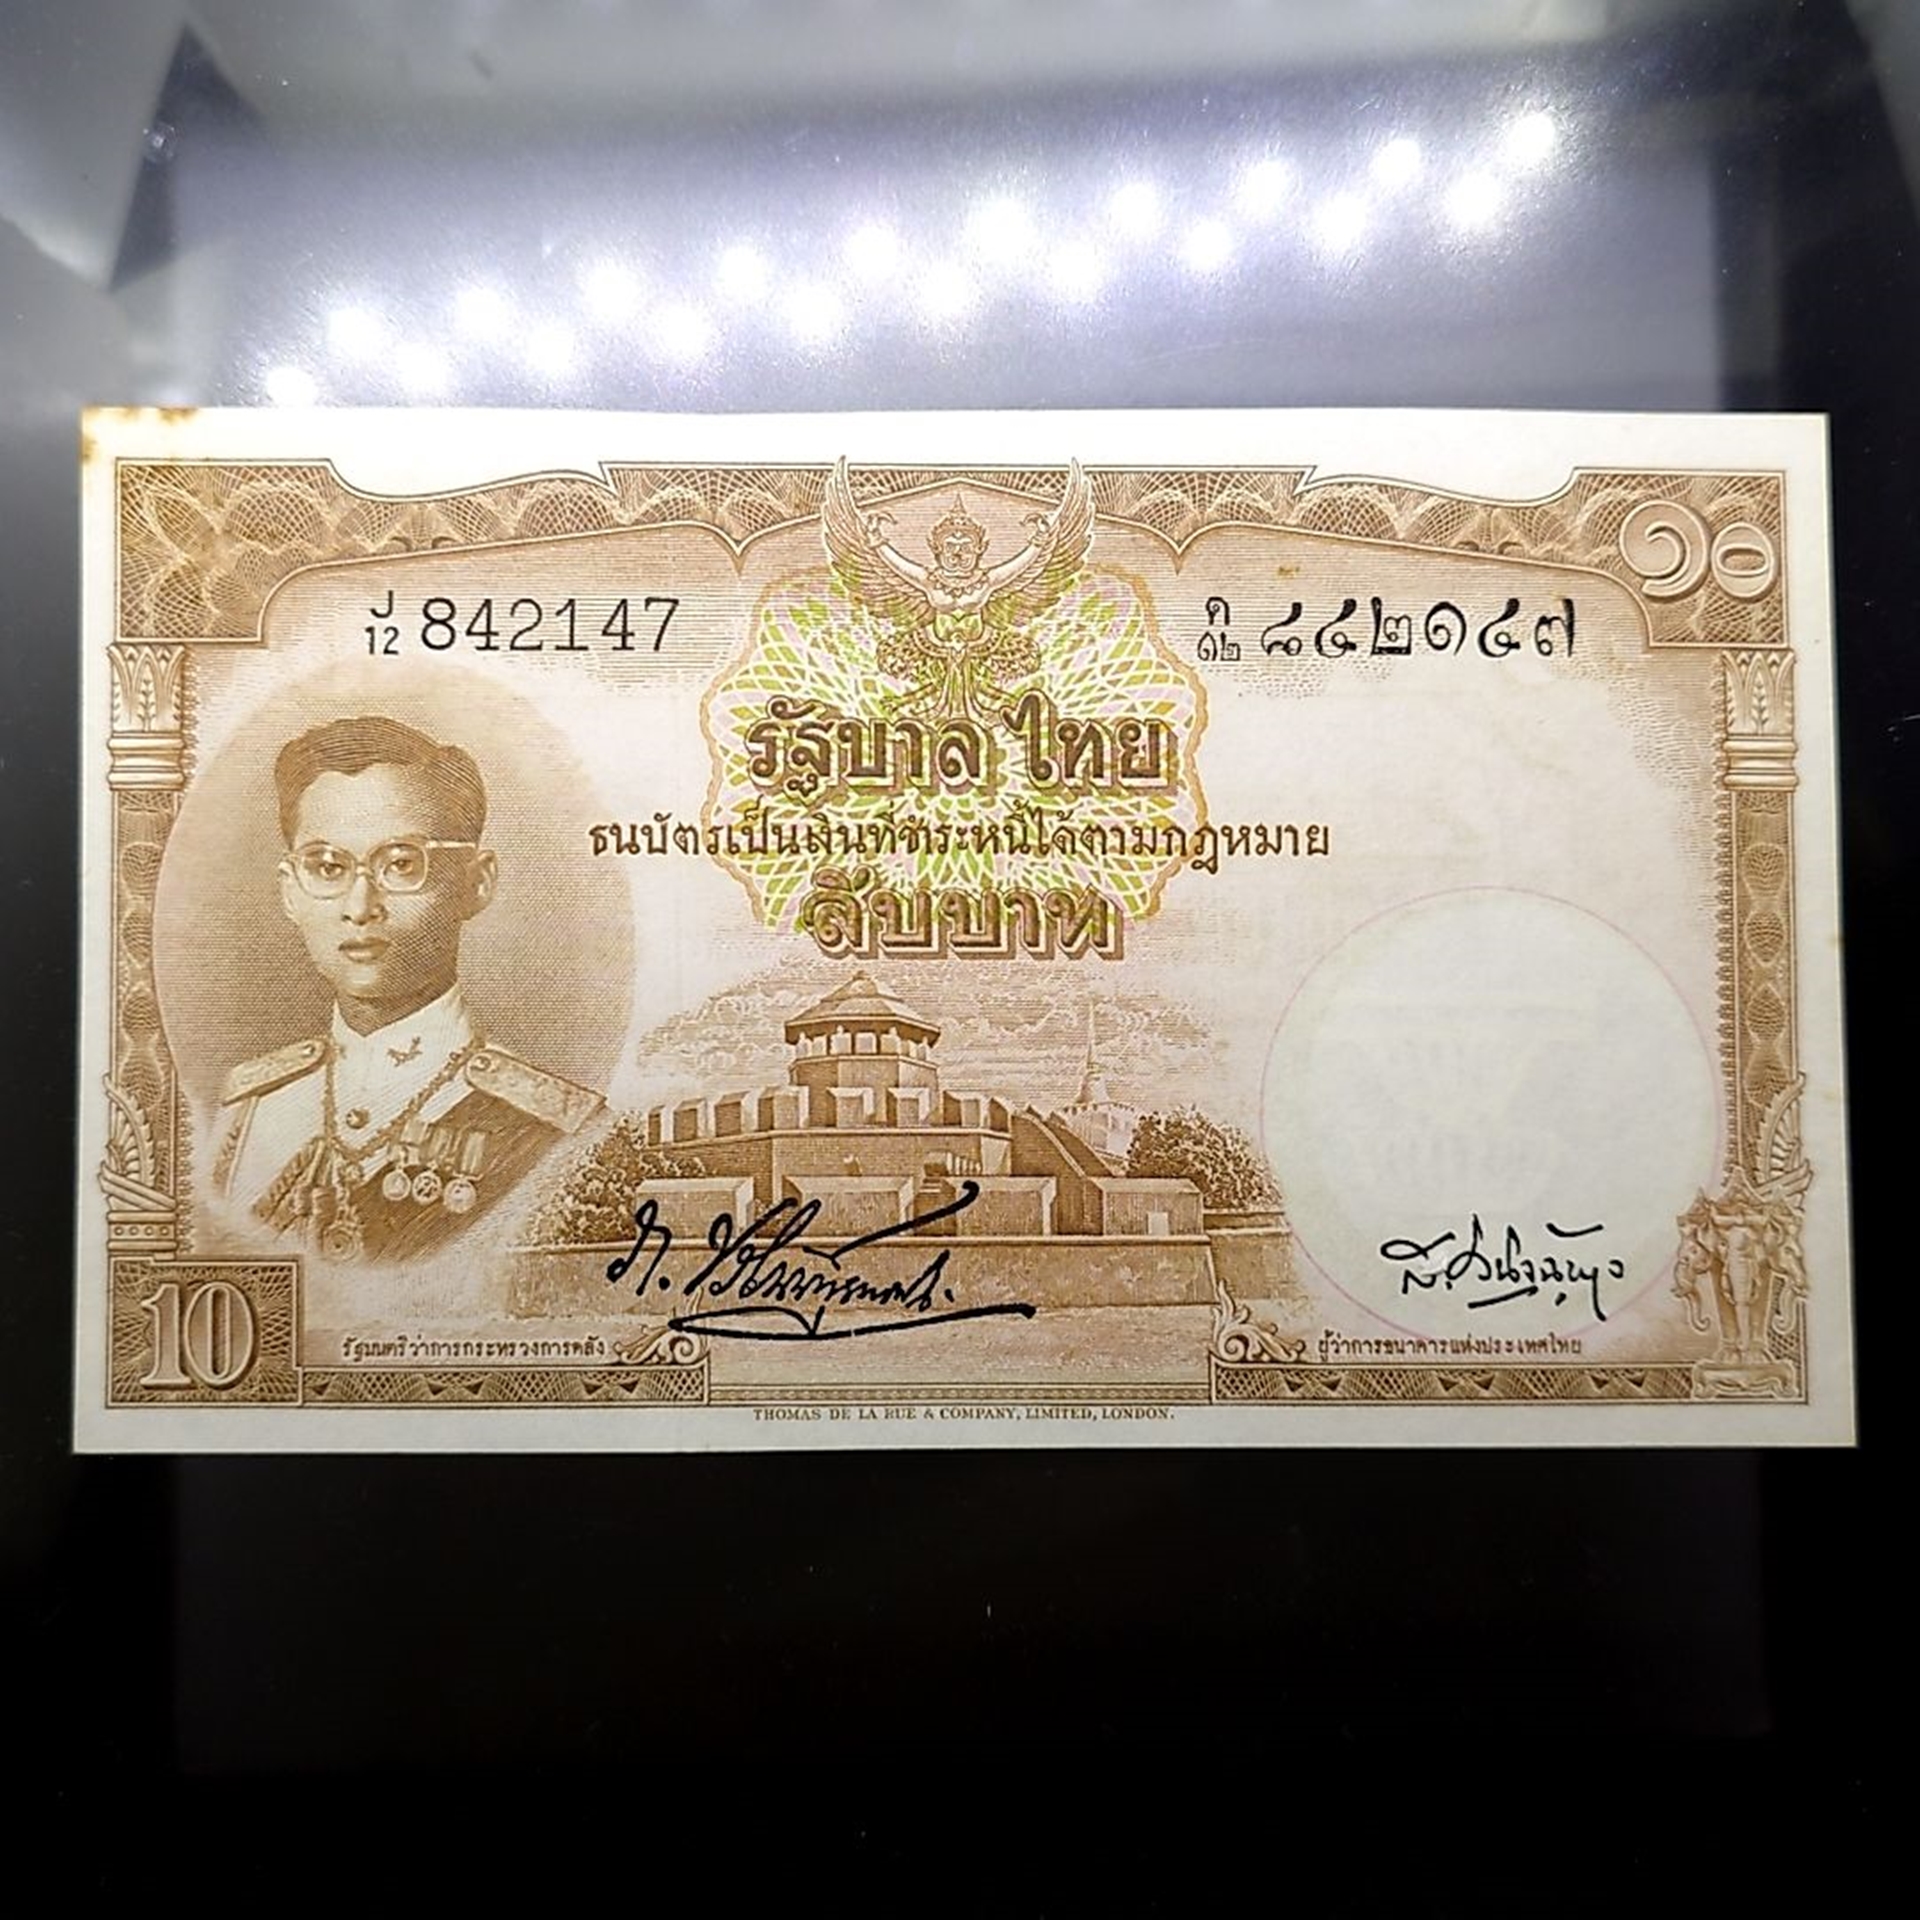 ๑๐
J/12 842147
ค/๑๒ ๘๔๒๑๔๗
รัฐบาล ไทย
ธนบัตรเป็นเงินที่ชำระหนี้ได้ตามกฎหมาย
สิบบาท
10
รัฐมนตรีว่าการกระทรวงการคลัง
ผู้ว่าการธนาคารแห่งประเทศไทย
THOMAS DE LA RUE & COMPANY, LIMITED, LONDON.